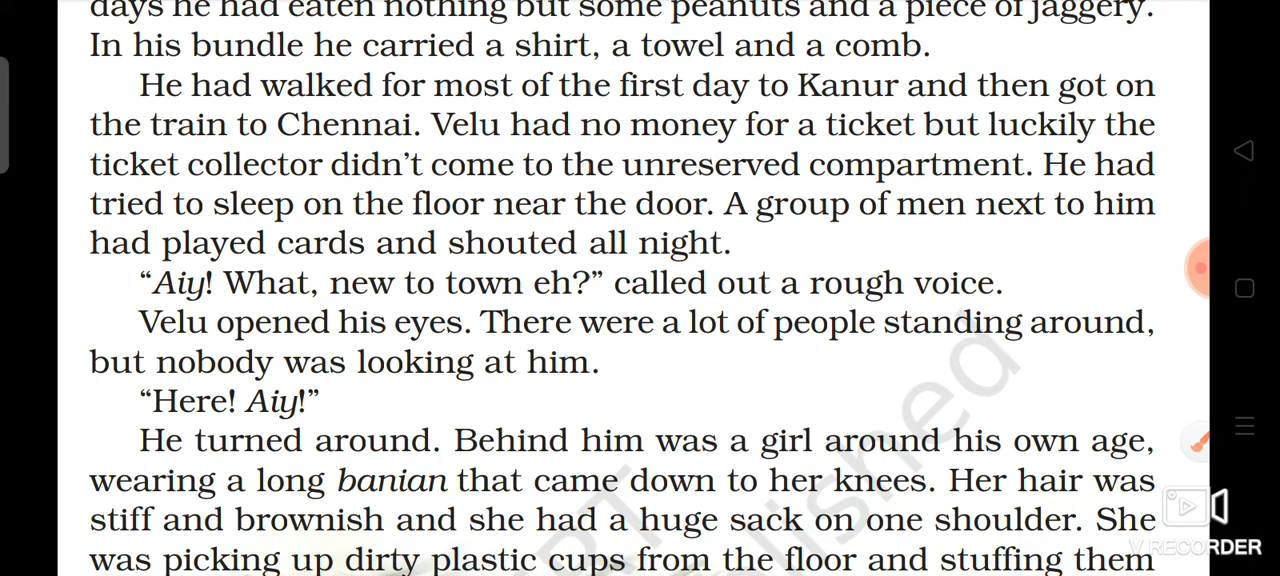 days he had eaten nothing but some peanuts and a piece of jaggery.
In his bundle he carried a shirt, a towel and a comb.
He had walked for most of the first day to Kanur and then got on
the train to Chennai. Velu had no money for a ticket but luckily the
ticket collector didn’t come to the unreserved compartment. He had
tried to sleep on the floor near the door. A group of men next to him
had played cards and shouted all night.
“Aiy! What, new to town eh?” called out a rough voice.
Velu opened his eyes. There were a lot of people standing around,
but nobody was looking at him.
“Here! Aiy!”
He turned around. Behind him was a girl around his own age,
wearing a long banian that came down to her knees. Her hair was
stiff and brownish and she had a huge sack on one shoulder. She
was picking up dirty plastic cups from the floor and stuffing them
V RECORDER